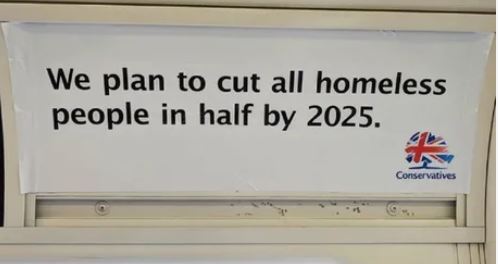 We plan to cut all homeless
people in half by 2025.
Conservatives